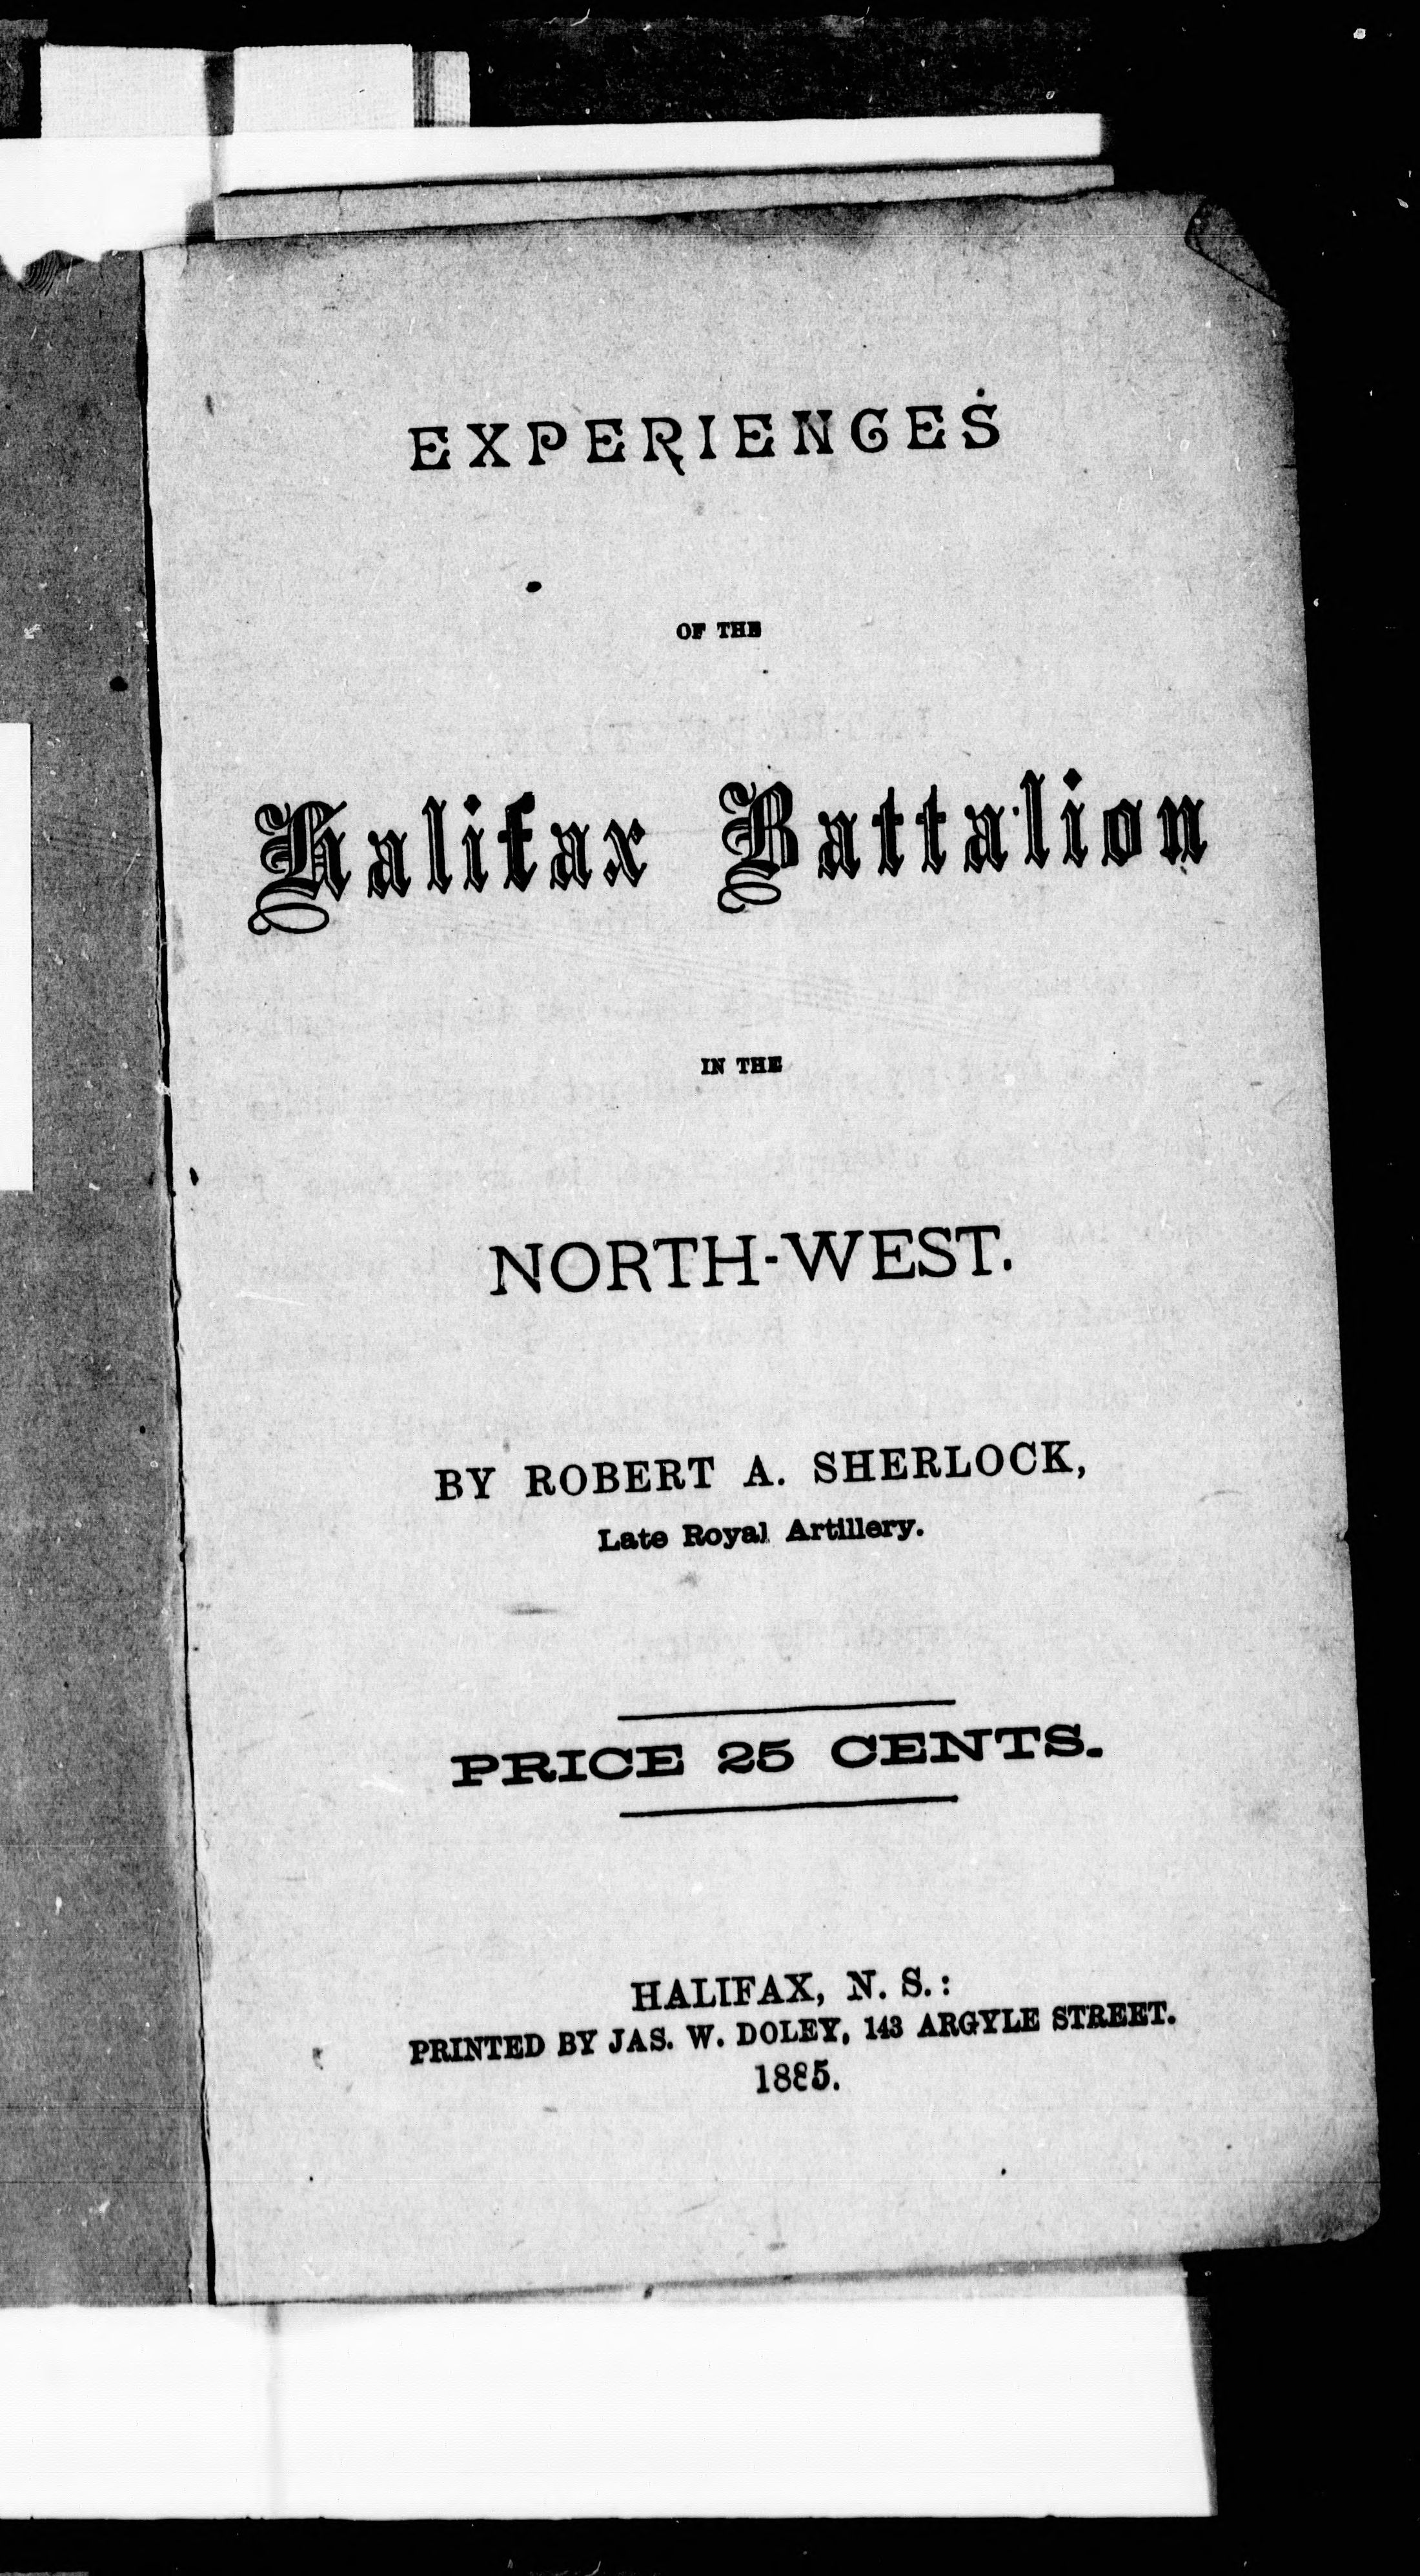 EXPERIENCES
OF THE
Halifax Battalion
IN THE
NORTH-WEST.
BY ROBERT A. SHERLOCK,
Late Royal Artillery.
PRICE 25 CENTS.
HALIFAX, N. S.:
PRINTED BY JAS. W. DOLEY, 143 ARGYLE STREET.
1885.